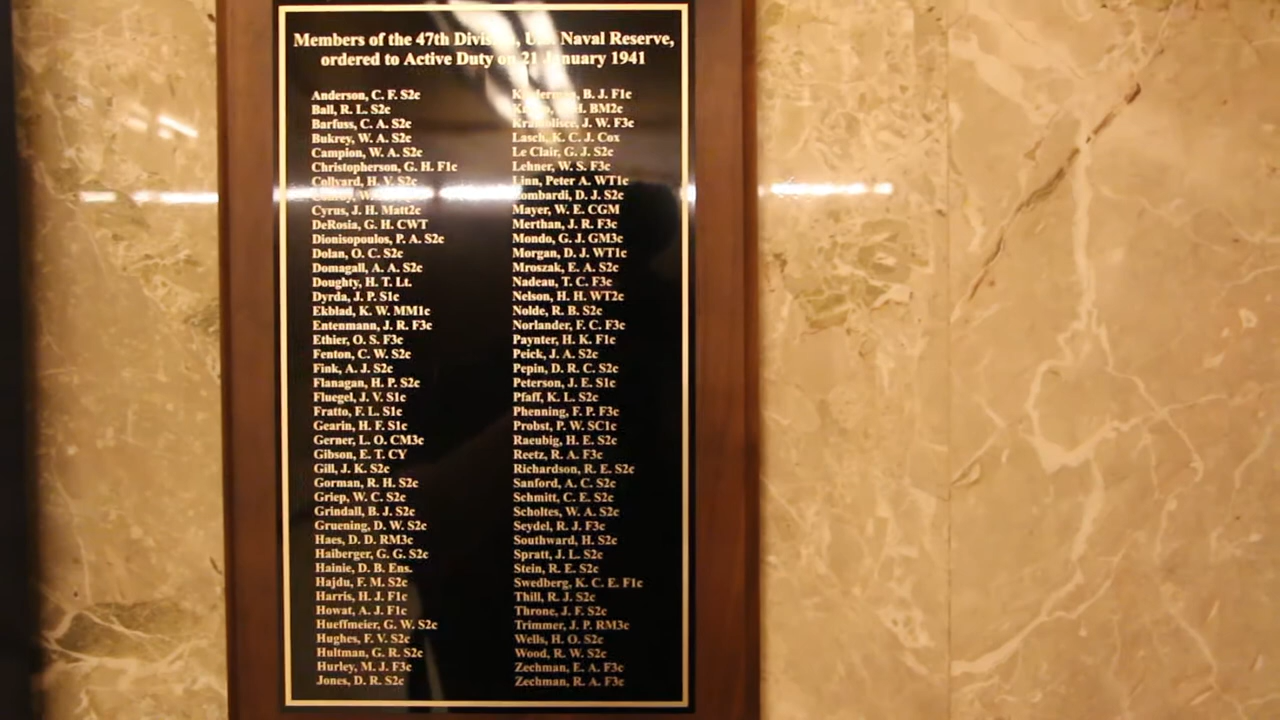 Members of the 47th Division, U.S. Naval Reserve,
ordered to Active Duty on 21 January 1941
Anderson, C. F. S2c
Ball, R. L. S2c
Barfuss, C. A. S2c
Bukrey, W. A. S2c
Campion, W. A. S2c
Christopherson, G. H. F1c
Collyard, H. V. S2c
Cyrus, J. H. Matt2c
DeRosia, G. H. CWT
Dionisopoulos, P. A. S2c
Dolan, O. C. S2c
Domagall, A. A. S2c
Doughty, H. T. Lt.
Dyrda, J. P. S1c
Ekblad, K. W. MM1c
Entenmann, J. R. F3c
Ethier, O. S. F3c
Fenton, C. W. S2c
Fink, A. J. S2c
Flanagan, H. P. S2c
Fluegel, J. V. S1c
Fratto, F. L. S1c
Gearin, H. F. S1c
Gerner, L. O. CM3c
Gibson, E. T. CY
Gill, J. K. S2c
Gorman, R. H. S2c
Griep, W. C. S2c
Grindall, B. J. S2c
Gruening, D. W. S2c
Haes, D. D. RM3c
Haiberger, G. G. S2c
Hainie, D. B. Ens.
Hajdu, F. M. S2c
Harris, H. J. F1c
Howat, A. J. F1c
Hueffmeier, G. W. S2c
Hughes, F. V. S2c
Hultman, G. R. S2c
Hurley, M. J. F3c
Jones, D. R. S2c
B. J. F1c
H. BM2c
J. W. F3c
Lasch, K. C. J. Cox
Le Clair, G. J. S2c
Lehner, W. S. F3c
Linn, Peter A. WT1c
Lombardi, D. J. S2c
Mayer, W. E. CGM
Merthan, J. R. F3c
Mondo, G. J. GM3c
Morgan, D. J. WT1c
Mroszak, E. A. S2c
Nadeau, T. C. F3c
Nelson, H. H. WT2c
Nolde, R. B. S2c
Norlander, F. C. F3c
Paynter, H. K. F1c
Peick, J. A. S2c
Pepin, D. R. C. S2c
Peterson, J. E. S1c
Pfaff, K. L. S2c
Phenning, F. P. F3c
Probst, P. W. SC1c
Raeubig, H. E. S2c
Reetz, R. A. F3c
Richardson, R. E. S2c
Sanford, A. C. S2c
Schmitt, C. E. S2c
Scholtes, W. A. S2c
Seydel, R. J. F3c
Southward, H. S2c
Spratt, J. L. S2c
Stein, R. E. S2c
Swedberg, K. C. E. F1c
Thill, R. J. S2c
Throne, J. F. S2c
Trimmer, J. P. RM3c
Wells, H. O. S2c
Wood, R. W. S2c
Zechman, E. A. F3c
Zechman, R. A. F3c